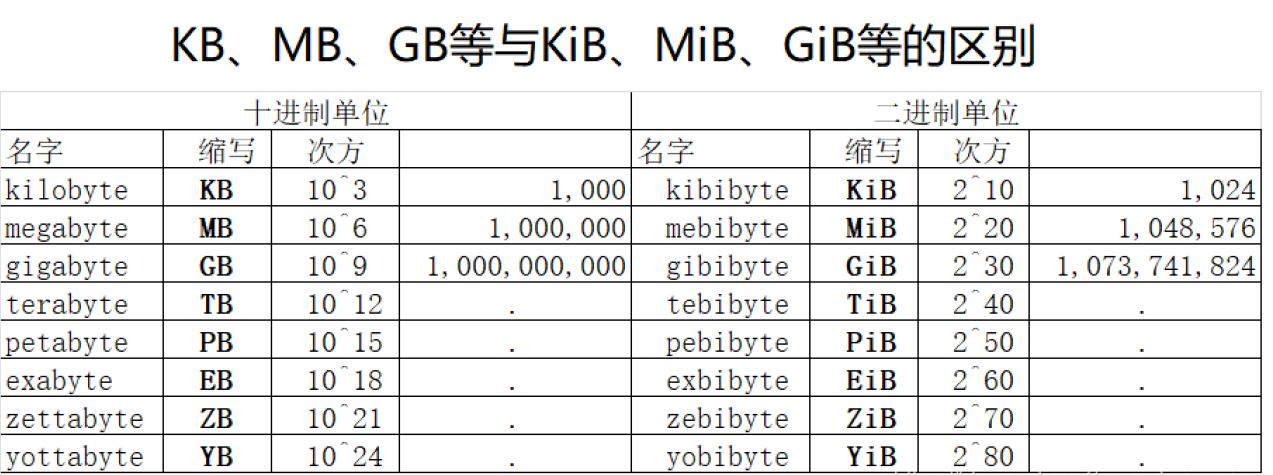 KB、MB、GB等与KiB、MiB、GiB等的区别
十进制单位 二进制单位
名字 缩写 次方 名字 缩写 次方
kilobyte KB 10^3 1,000 kibibyte KiB 2^10 1,024
megabyte MB 10^6 1,000,000 mebibyte MiB 2^20 1,048,576
gigabyte GB 10^9 1,000,000,000 gibibyte GiB 2^30 1,073,741,824
terabyte TB 10^12 . tebibyte TiB 2^40 .
petabyte PB 10^15 . pebibyte PiB 2^50 .
exabyte EB 10^18 . exbibyte EiB 2^60 .
zettabyte ZB 10^21 . zebibyte ZiB 2^70 .
yottabyte YB 10^24 . yobibyte YiB 2^80 .